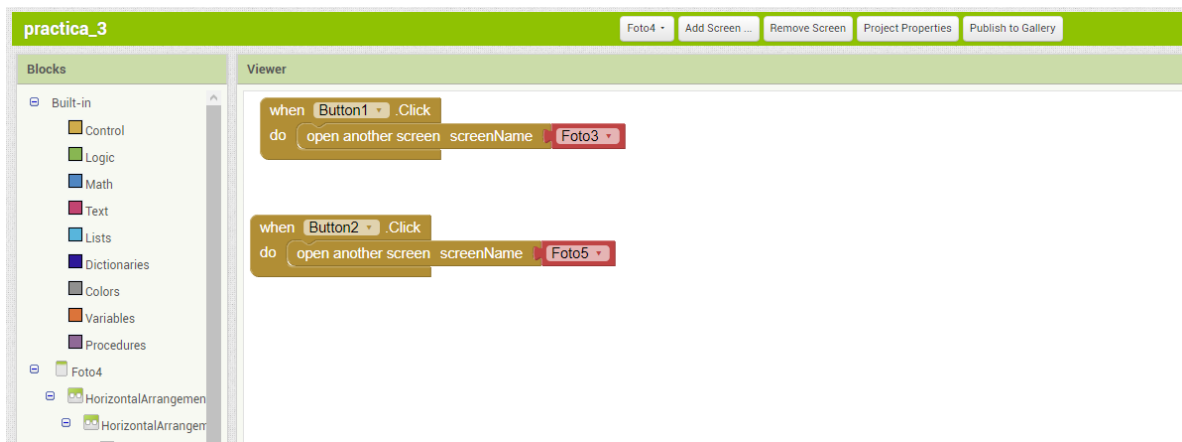 practica_3
Foto4 Add Screen ... Remove Screen Project Properties Publish to Gallery
Blocks
Viewer
Built-in
Control
Logic
Math
Text
Lists
Dictionaries
Colors
Variables
Procedures
Foto4
HorizontalArrangemen
HorizontalArrangem
when Button1 .Click
do open another screen screenName Foto3
when Button2 .Click
do open another screen screenName Foto5